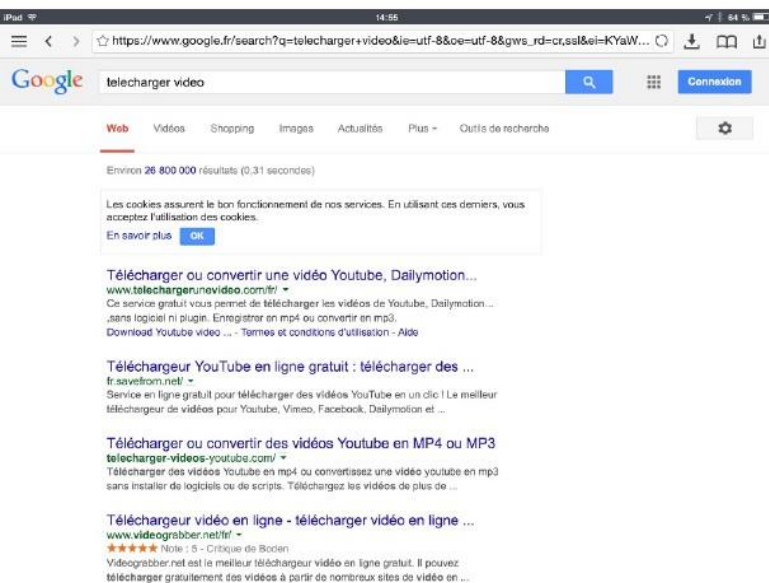 iPad 14:55 64 %
https://www.google.fr/search?q=telecharger+video&ie=utf-8&oe=utf-8&gws_rd=cr,ssl&ei=KYaW...
Google telecharger video Connexion
Web Vidéos Shopping Images Actualités Plus Outils de recherche
Environ 26 800 000 résultats (0,31 secondes)
Les cookies assurent le bon fonctionnement de nos services. En utilisant ces derniers, vous
acceptez l'utilisation des cookies.
En savoir plus OK
Télécharger ou convertir une vidéo Youtube, Dailymotion...
www.telechargerunevideo.com/fr/
Ce service gratuit vous permet de télécharger les vidéos de Youtube, Dailymotion...
,sans logiciel ni plugin. Enregistrer en mp4 ou convertir en mp3.
Download Youtube video ... - Termes et conditions d'utilisation - Aide
Téléchargeur YouTube en ligne gratuit : télécharger des ...
fr.savefrom.net/
Service en ligne gratuit pour télécharger des vidéos YouTube en un clic ! Le meilleur
téléchargeur de vidéos pour Youtube, Vimeo, Facebook, Dailymotion et ...
Télécharger ou convertir des vidéos Youtube en MP4 ou MP3
telecharger-videos-youtube.com/
Télécharger des vidéos Youtube en mp4 ou convertissez une vidéo youtube en mp3
sans installer de logiciels ou de scripts. Téléchargez les vidéos de plus de ...
Téléchargeur vidéo en ligne - télécharger vidéo en ligne ...
www.videograbber.net/fr/
Note : 5 - Critique de Boden
Videograbber.net est le meilleur téléchargeur vidéo en ligne gratuit. Il pouvez
télécharger gratuitement des vidéos à partir de nombreux sites de vidéo en ...